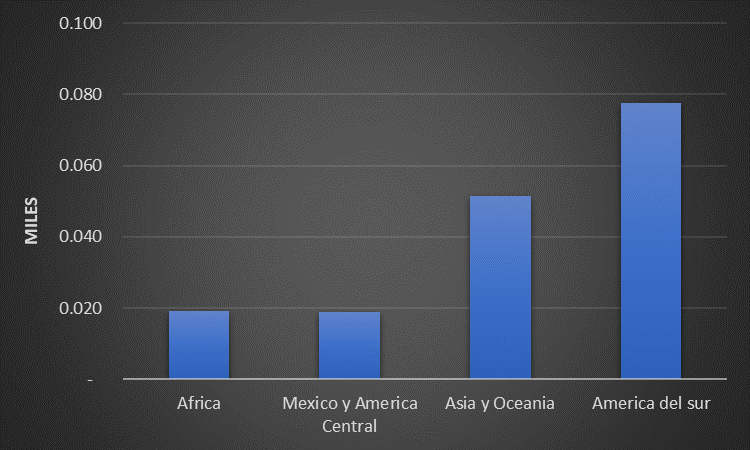 0.100
0.080
0.060
0.040
0.020
-
MILES
Africa
Mexico y America
Central
Asia y Oceania
America del sur